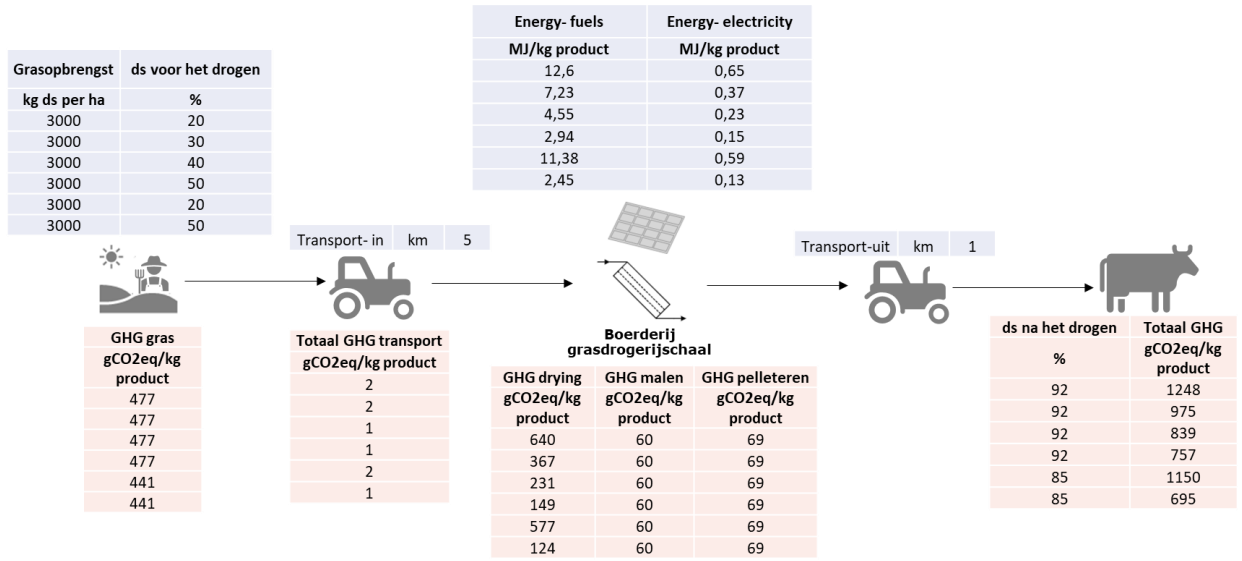 Energy- fuels Energy- electricity
MJ/kg product MJ/kg product
12,6 0,65
7,23 0,37
4,55 0,23
2,94 0,15
11,38 0,59
2,45 0,13
Grasopbrengst ds voor het drogen
kg ds per ha %
3000 20
3000 30
3000 40
3000 50
3000 20
3000 50
Transport- in km 5
Transport-uit km 1
Boerderij
grasdrogerijschaal
GHG gras
gCO2eq/kg
product
477
477
477
477
441
441
Totaal GHG transport
gCO2eq/kg product
2
2
1
1
2
1
GHG drying GHG malen GHG pelleteren
gCO2eq/kg gCO2eq/kg gCO2eq/kg
product product product
640 60 69
367 60 69
231 60 69
149 60 69
577 60 69
124 60 69
ds na het drogen Totaal GHG
% gCO2eq/kg
product
92 1248
92 975
92 839
92 757
85 1150
85 695